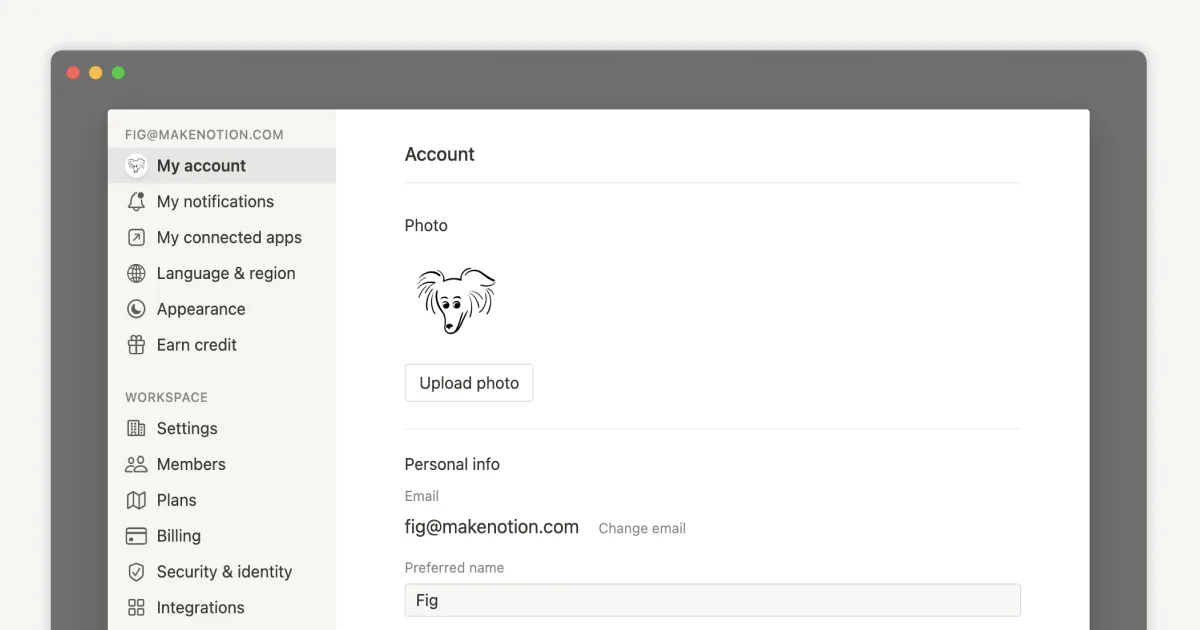 FIG@MAKENOTION.COM
My account
My notifications
My connected apps
Language & region
Appearance
Earn credit
WORKSPACE
Settings
Members
Plans
Billing
Security & identity
Integrations
Account
Photo
Upload photo
Personal info
Email
fig@makenotion.com Change email
Preferred name
Fig